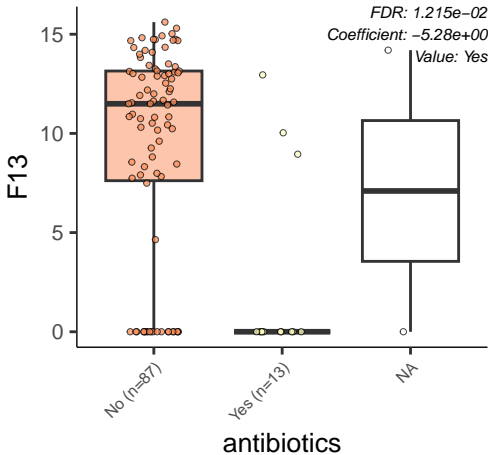 FDR: 1.215e−02
Coefficient: −5.28e+00
Value: Yes
F13
15
10
5
0
No (n=87)
Yes (n=13)
NA
antibiotics